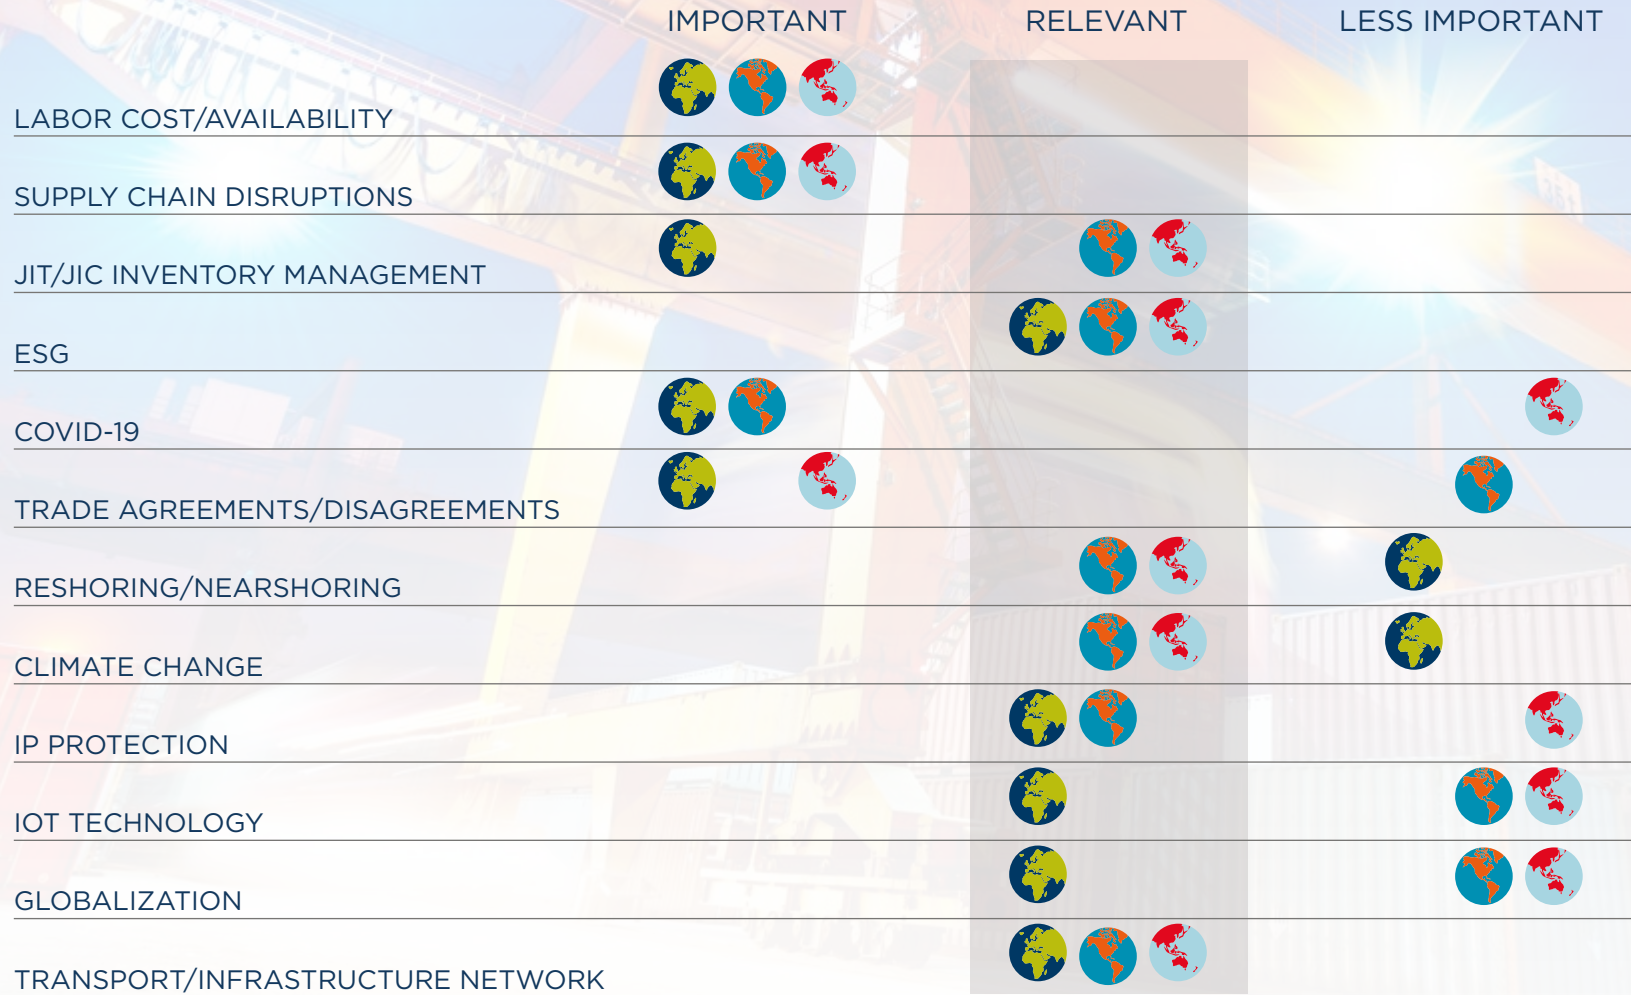 IMPORTANT RELEVANT LESS IMPORTANT
LABOR COST/AVAILABILITY
SUPPLY CHAIN DISRUPTIONS
JIT/JIC INVENTORY MANAGEMENT
ESG
COVID-19
TRADE AGREEMENTS/DISAGREEMENTS
RESHORING/NEARSHORING
CLIMATE CHANGE
IP PROTECTION
IOT TECHNOLOGY
GLOBALIZATION
TRANSPORT/INFRASTRUCTURE NETWORK